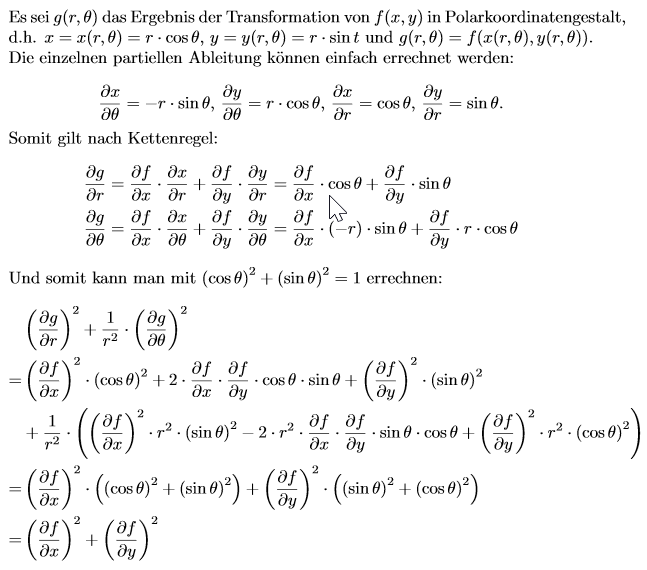 Es sei g(r, θ) das Ergebnis der Transformation von f(x, y) in Polarkoordinatengestalt,
d.h. x = x(r, θ) = r · cos θ, y = y(r, θ) = r · sin t und g(r, θ) = f(x(r, θ), y(r, θ)).
Die einzelnen partiellen Ableitung können einfach errechnet werden:
∂x/∂θ = −r · sin θ, ∂y/∂θ = r · cos θ, ∂x/∂r = cos θ, ∂y/∂r = sin θ.
Somit gilt nach Kettenregel:
∂g/∂r = ∂f/∂x · ∂x/∂r + ∂f/∂y · ∂y/∂r = ∂f/∂x · cos θ + ∂f/∂y · sin θ
∂g/∂θ = ∂f/∂x · ∂x/∂θ + ∂f/∂y · ∂y/∂θ = ∂f/∂x · (−r) · sin θ + ∂f/∂y · r · cos θ
Und somit kann man mit (cos θ)² + (sin θ)² = 1 errechnen:
(∂g/∂r)² + 1/r² · (∂g/∂θ)²
= (∂f/∂x)² · (cos θ)² + 2 · ∂f/∂x · ∂f/∂y · cos θ · sin θ + (∂f/∂y)² · (sin θ)²
+ 1/r² · ((∂f/∂x)² · r² · (sin θ)² − 2 · r² · ∂f/∂x · ∂f/∂y · sin θ · cos θ + (∂f/∂y)² · r² · (cos θ)²)
= (∂f/∂x)² · ((cos θ)² + (sin θ)²) + (∂f/∂y)² · ((sin θ)² + (cos θ)²)
= (∂f/∂x)² + (∂f/∂y)²